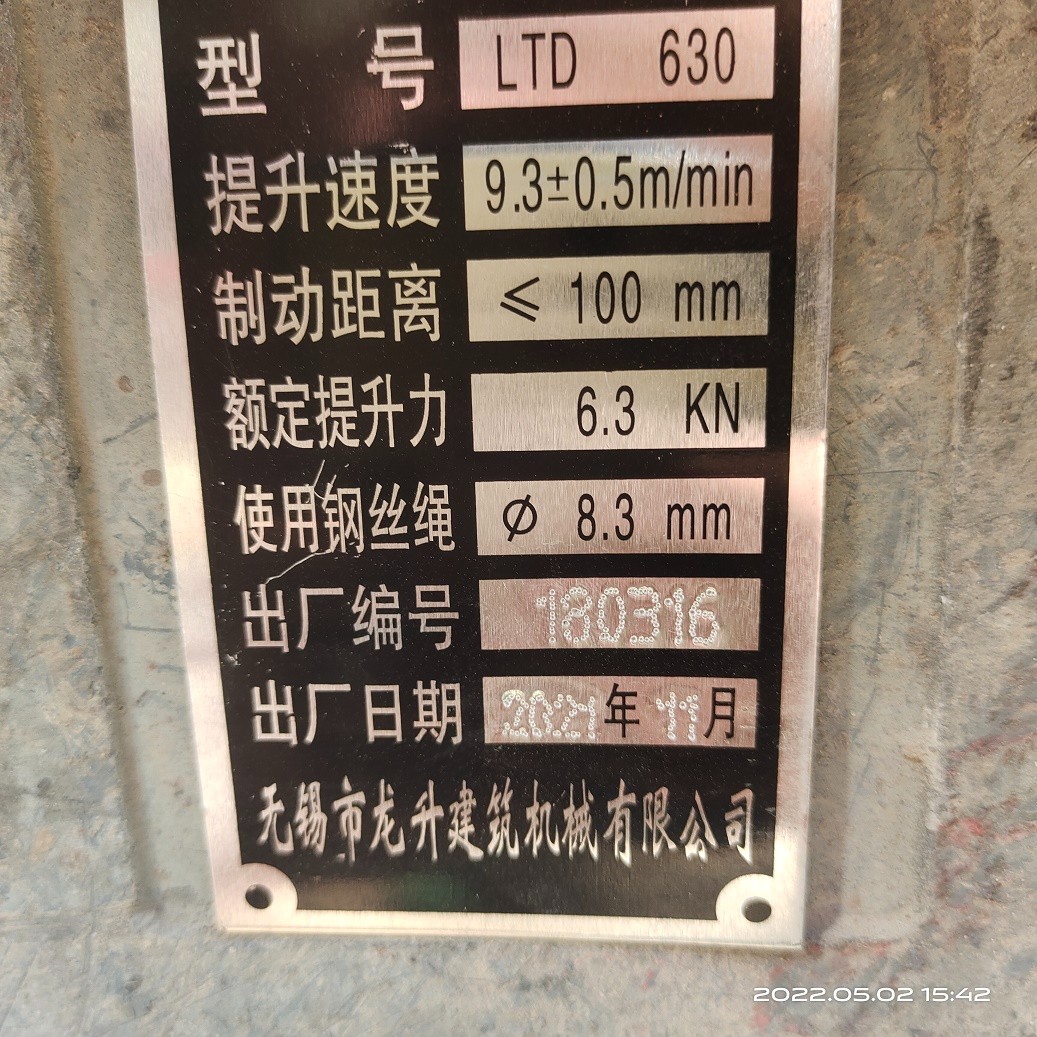 型号 LTD 630
提升速度 9.3±0.5m/min
制动距离 ≤ 100 mm
额定提升力 6.3 KN
使用钢丝绳 ϕ 8.3 mm
出厂编号 180316
出厂日期 2021年11月
无锡市龙升建筑机械有限公司
2022.05.02 15:42